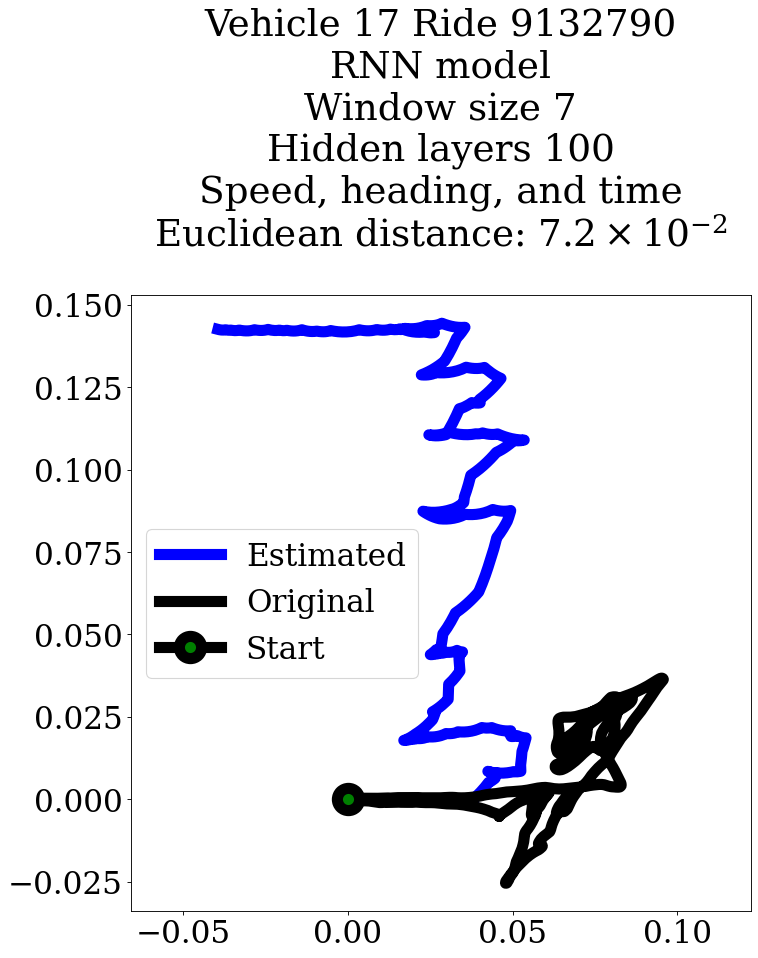 Vehicle 17 Ride 9132790
RNN model
Window size 7
Hidden layers 100
Speed, heading, and time
Euclidean distance: 7.2 × 10⁻²
0.150
0.125
0.100
0.075
0.050
0.025
0.000
−0.025
Estimated
Original
Start
−0.05 0.00 0.05 0.10